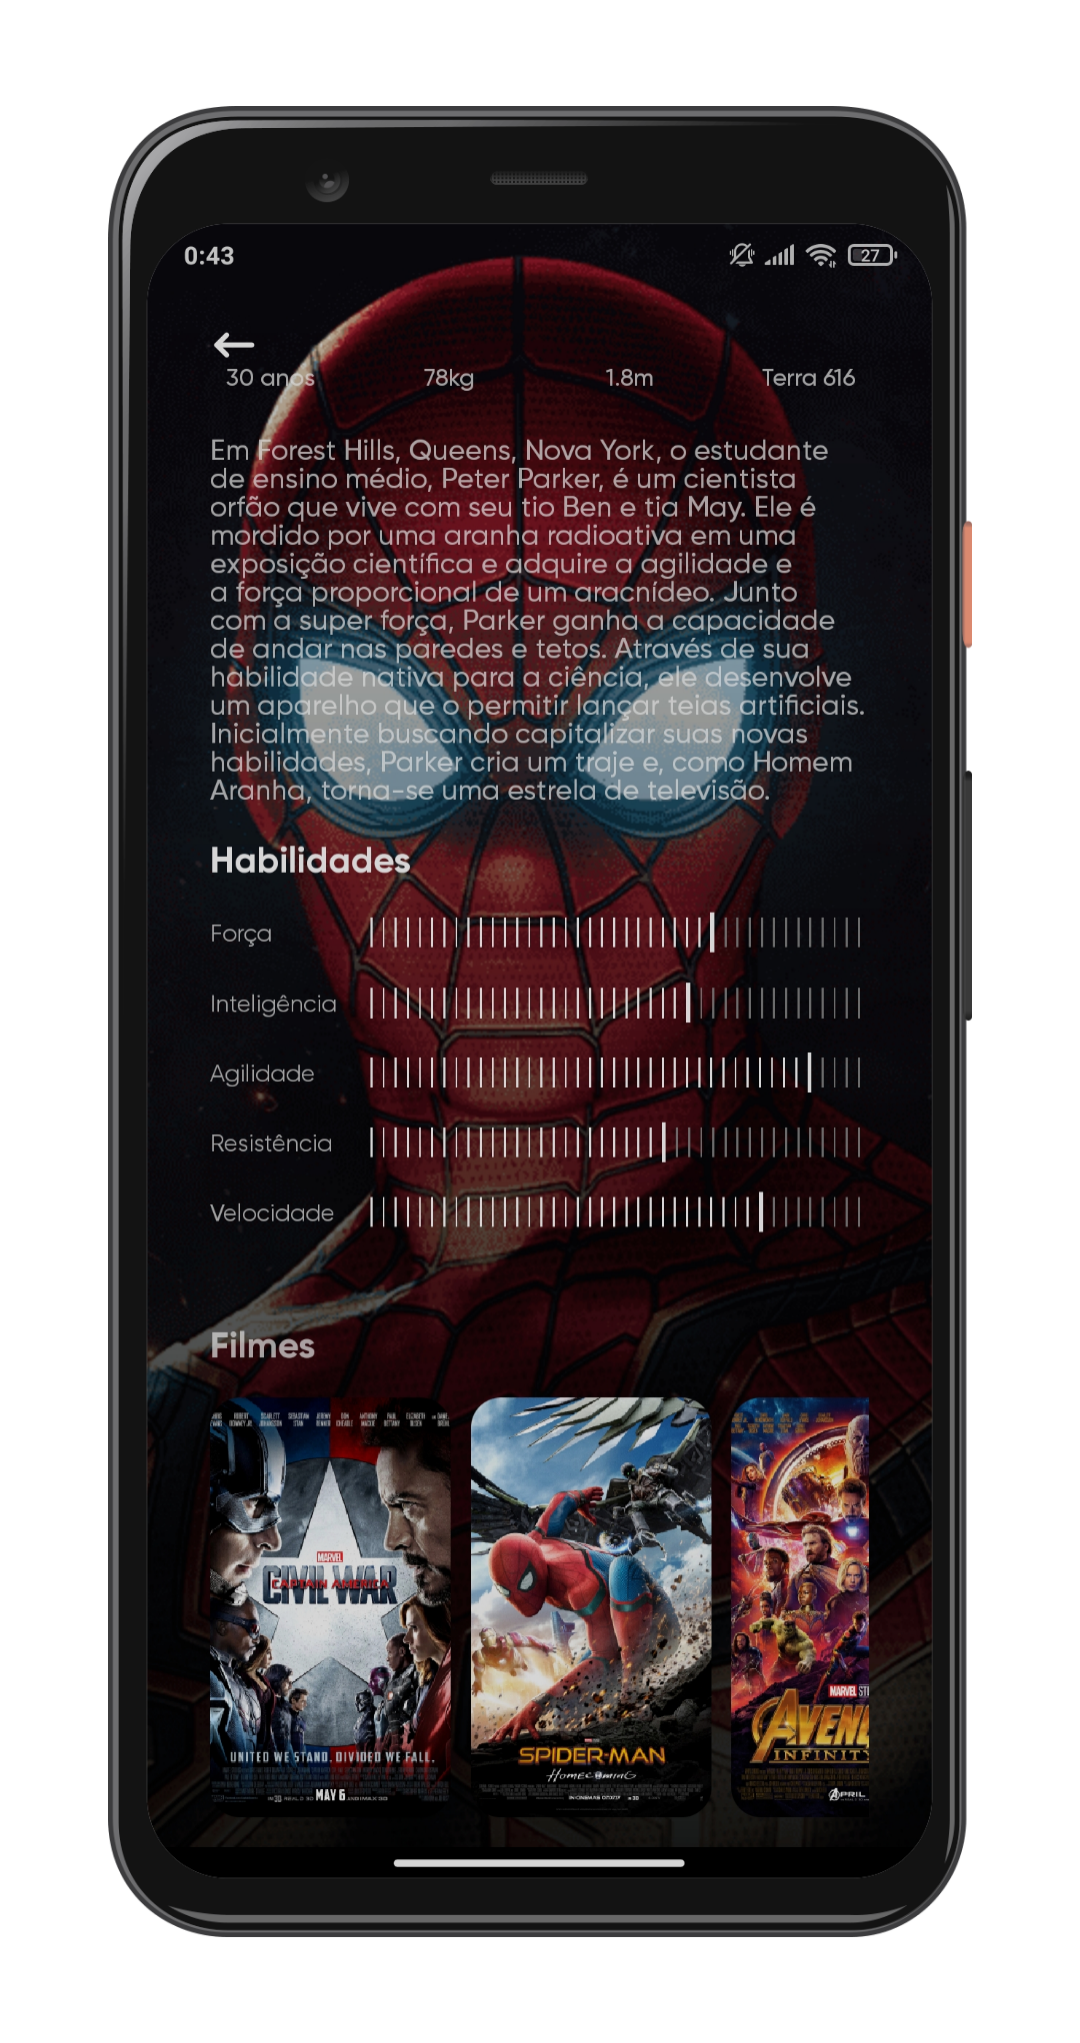 0:43
27
30 anos 78kg 1.8m Terra 616
Em Forest Hills, Queens, Nova York, o estudante
de ensino médio, Peter Parker, é um cientista
orfão que vive com seu tio Ben e tia May. Ele é
mordido por uma aranha radioativa em uma
exposição científica e adquire a agilidade e
a força proporcional de um aracnídeo. Junto
com a super força, Parker ganha a capacidade
de andar nas paredes e tetos. Através de sua
habilidade nativa para a ciência, ele desenvolve
um aparelho que o permitir lançar teias artificiais.
Inicialmente buscando capitalizar suas novas
habilidades, Parker cria um traje e, como Homem
Aranha, torna-se uma estrela de televisão.
Habilidades
Força
Inteligência
Agilidade
Resistência
Velocidade
Filmes
MARVEL
CAPTAIN AMERICA
CIVIL WAR
UNITED WE STAND. DIVIDED WE FALL.
MAY 6
SPIDER-MAN
HOMECOMING
MARVEL ST
AVEN
INFINIT
APRIL